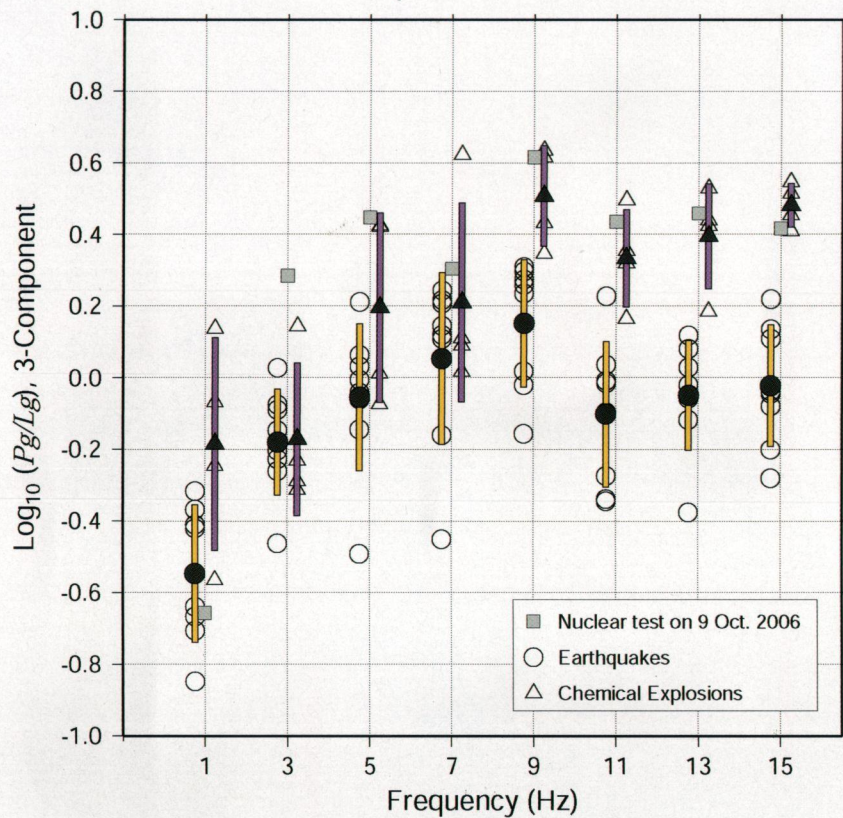 1.0
0.8
0.6
0.4
0.2
0.0
-0.2
-0.4
-0.6
-0.8
-1.0
Log10 (Pg/Lg), 3-Component
Nuclear test on 9 Oct. 2006
Earthquakes
Chemical Explosions
1 3 5 7 9 11 13 15
Frequency (Hz)